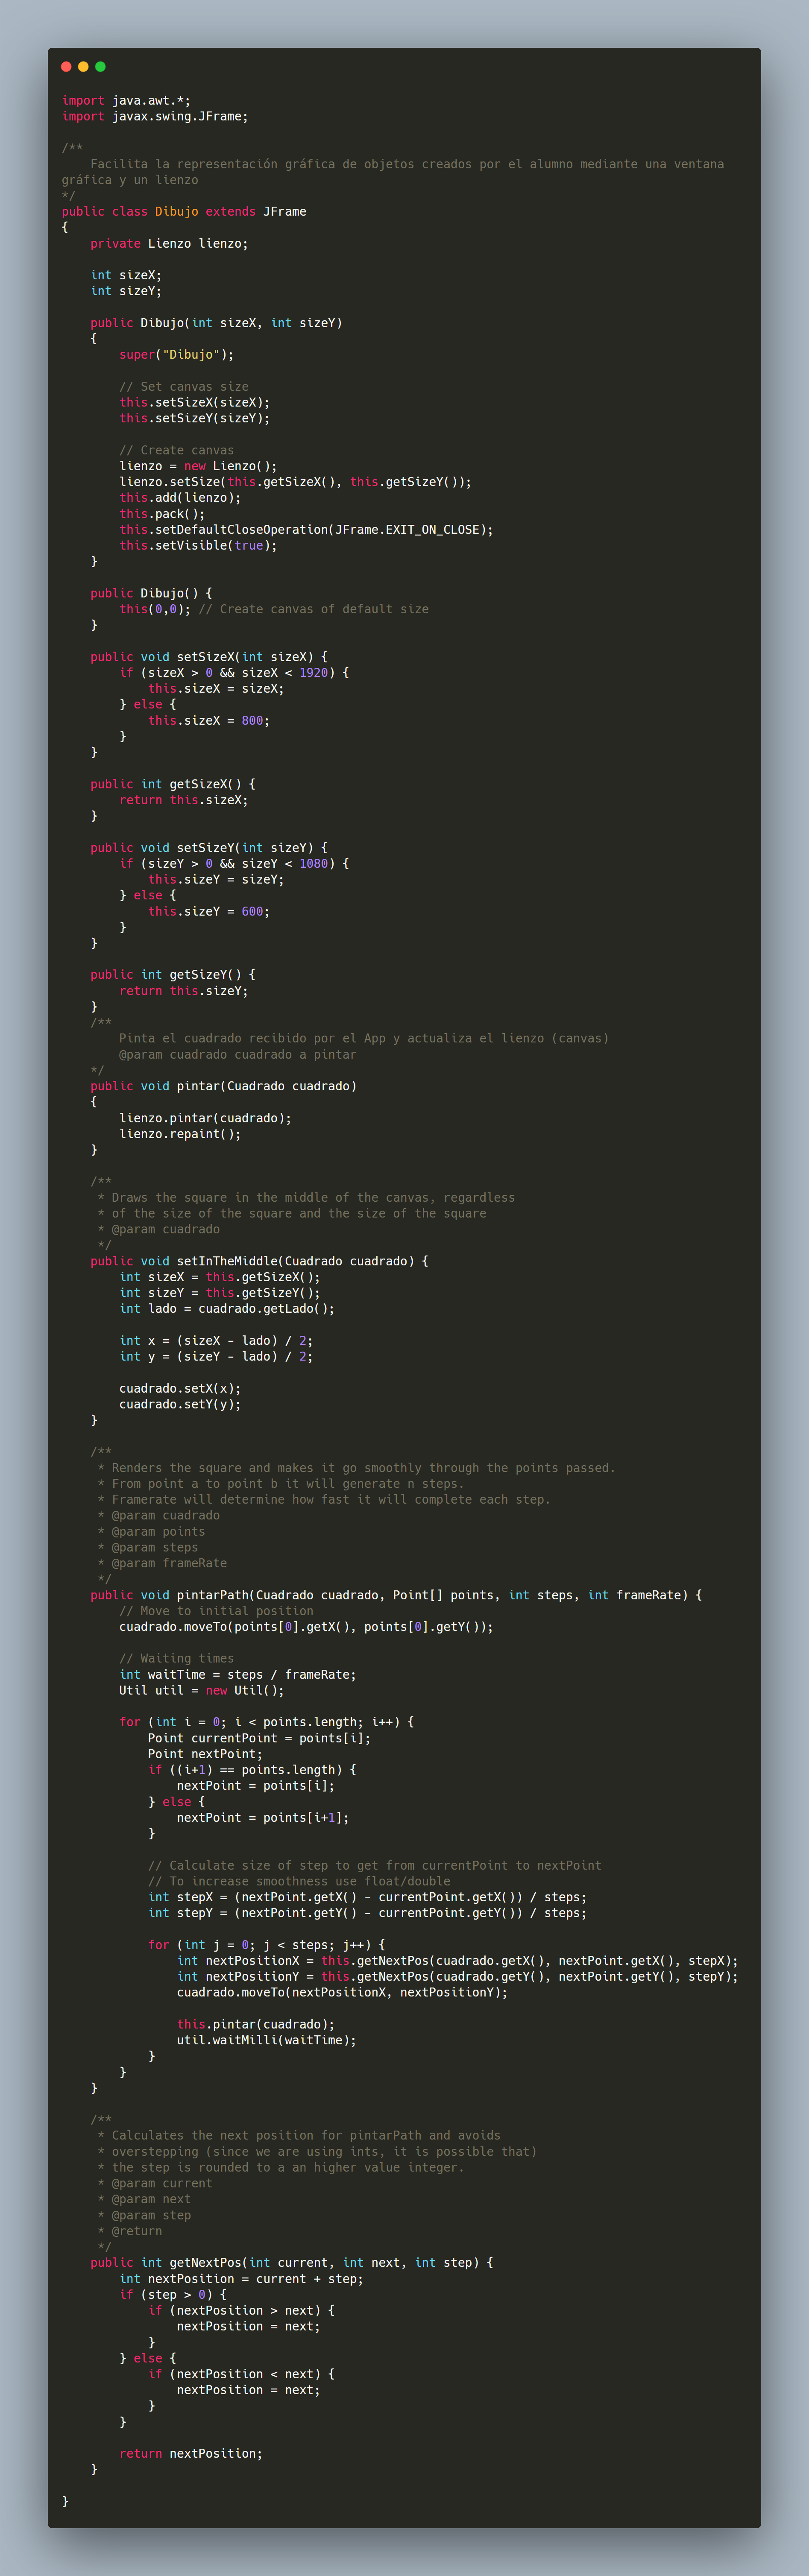 import java.awt.*;
import javax.swing.JFrame;
/**
    Facilita la representación gráfica de objetos creados por el alumno mediante una ventana
gráfica y un lienzo
*/
public class Dibujo extends JFrame
{
    private Lienzo lienzo;
    int sizeX;
    int sizeY;
    public Dibujo(int sizeX, int sizeY)
    {
        super("Dibujo");
        // Set canvas size
        this.setSizeX(sizeX);
        this.setSizeY(sizeY);
        // Create canvas
        lienzo = new Lienzo();
        lienzo.setSize(this.getSizeX(), this.getSizeY());
        this.add(lienzo);
        this.pack();
        this.setDefaultCloseOperation(JFrame.EXIT_ON_CLOSE);
        this.setVisible(true);
    }
    public Dibujo() {
        this(0,0); // Create canvas of default size
    }
    public void setSizeX(int sizeX) {
        if (sizeX > 0 && sizeX < 1920) {
            this.sizeX = sizeX;
        } else {
            this.sizeX = 800;
        }
    }
    public int getSizeX() {
        return this.sizeX;
    }
    public void setSizeY(int sizeY) {
        if (sizeY > 0 && sizeY < 1080) {
            this.sizeY = sizeY;
        } else {
            this.sizeY = 600;
        }
    }
    public int getSizeY() {
        return this.sizeY;
    }
    /**
        Pinta el cuadrado recibido por el App y actualiza el lienzo (canvas)
        @param cuadrado cuadrado a pintar
    */
    public void pintar(Cuadrado cuadrado)
    {
        lienzo.pintar(cuadrado);
        lienzo.repaint();
    }
    /**
     * Draws the square in the middle of the canvas, regardless
     * of the size of the square and the size of the square
     * @param cuadrado
     */
    public void setInTheMiddle(Cuadrado cuadrado) {
        int sizeX = this.getSizeX();
        int sizeY = this.getSizeY();
        int lado = cuadrado.getLado();
        int x = (sizeX - lado) / 2;
        int y = (sizeY - lado) / 2;
        cuadrado.setX(x);
        cuadrado.setY(y);
    }
    /**
     * Renders the square and makes it go smoothly through the points passed.
     * From point a to point b it will generate n steps.
     * Framerate will determine how fast it will complete each step.
     * @param cuadrado
     * @param points
     * @param steps
     * @param frameRate
     */
    public void pintarPath(Cuadrado cuadrado, Point[] points, int steps, int frameRate) {
        // Move to initial position
        cuadrado.moveTo(points[0].getX(), points[0].getY());
        // Waiting times
        int waitTime = steps / frameRate;
        Util util = new Util();
        for (int i = 0; i < points.length; i++) {
            Point currentPoint = points[i];
            Point nextPoint;
            if ((i+1) == points.length) {
                nextPoint = points[i];
            } else {
                nextPoint = points[i+1];
            }
            // Calculate size of step to get from currentPoint to nextPoint
            // To increase smoothness use float/double
            int stepX = (nextPoint.getX() - currentPoint.getX()) / steps;
            int stepY = (nextPoint.getY() - currentPoint.getY()) / steps;
            for (int j = 0; j < steps; j++) {
                int nextPositionX = this.getNextPos(cuadrado.getX(), nextPoint.getX(), stepX);
                int nextPositionY = this.getNextPos(cuadrado.getY(), nextPoint.getY(), stepY);
                cuadrado.moveTo(nextPositionX, nextPositionY);
                this.pintar(cuadrado);
                util.waitMilli(waitTime);
            }
        }
    }
    /**
     * Calculates the next position for pintarPath and avoids
     * overstepping (since we are using ints, it is possible that)
     * the step is rounded to a an higher value integer.
     * @param current
     * @param next
     * @param step
     * @return
     */
    public int getNextPos(int current, int next, int step) {
        int nextPosition = current + step;
        if (step > 0) {
            if (nextPosition > next) {
                nextPosition = next;
            }
        } else {
            if (nextPosition < next) {
                nextPosition = next;
            }
        }
        return nextPosition;
    }
}